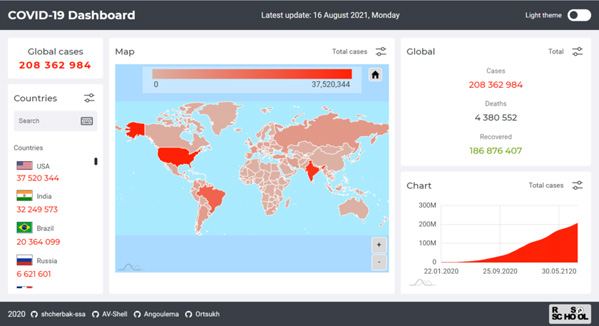 COVID-19 Dashboard
Latest update: 16 August 2021, Monday
Light theme
Global cases
208 362 984
Countries
Search
Countries
USA
37 520 344
India
32 249 573
Brazil
20 364 099
Russia
6 621 601
Map
Total cases
0
37,520,344
+
-
Global
Total
Cases
208 362 984
Deaths
4 380 552
Recovered
186 876 407
Chart
Total cases
300M
200M
100M
0
22.01.2020
25.09.2020
30.05.2120
2020
shcherbak-ssa
AV-Shell
Angoulema
Ortsukh
RS
SCHOOL